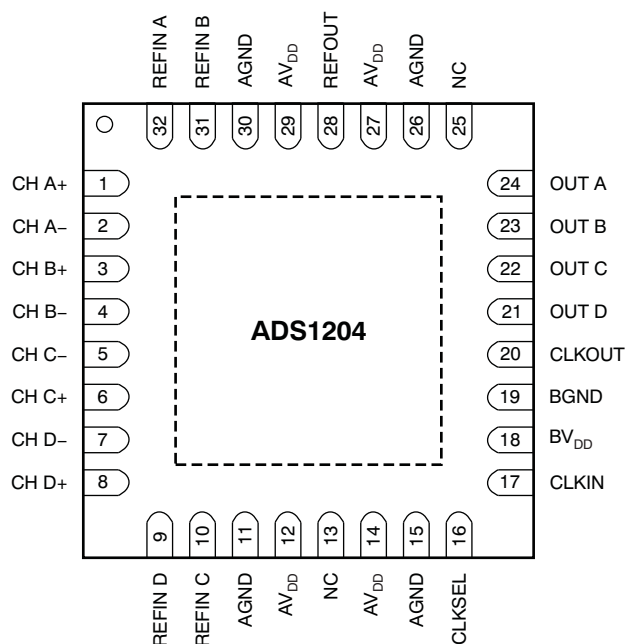 REFIN A
REFIN B
AGND
AVDD
REFOUT
AVDD
AGND
NC
32
31
30
29
28
27
26
25
CH A+ 1
CH A− 2
CH B+ 3
CH B− 4
CH C− 5
CH C+ 6
CH D− 7
CH D+ 8
ADS1204
24 OUT A
23 OUT B
22 OUT C
21 OUT D
20 CLKOUT
19 BGND
18 BVDD
17 CLKIN
9
10
11
12
13
14
15
16
REFIN D
REFIN C
AGND
AVDD
NC
AVDD
AGND
CLKSEL